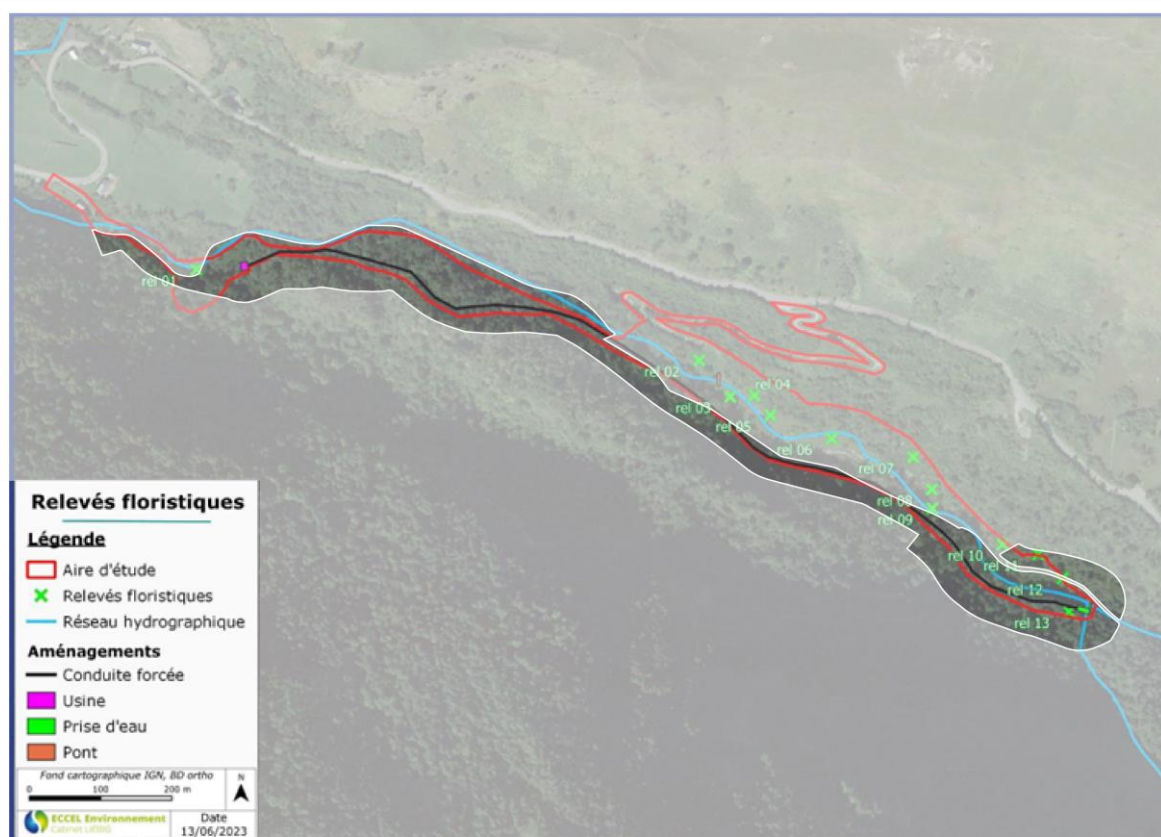 rel 01
rel 02
rel 04
rel 03
rel 05
rel 06
rel 07
rel 08
rel 09
rel 10
rel 11
rel 12
rel 13
Relevés floristiques
Légende
Aire d'étude
Relevés floristiques
Réseau hydrographique
Aménagements
Conduite forcée
Usine
Prise d'eau
Pont
Fond cartographique IGN, BD ortho
0 100 200 m
N
ECCEL Environnement
Cabinet LIEBIG
Date
13/06/2023